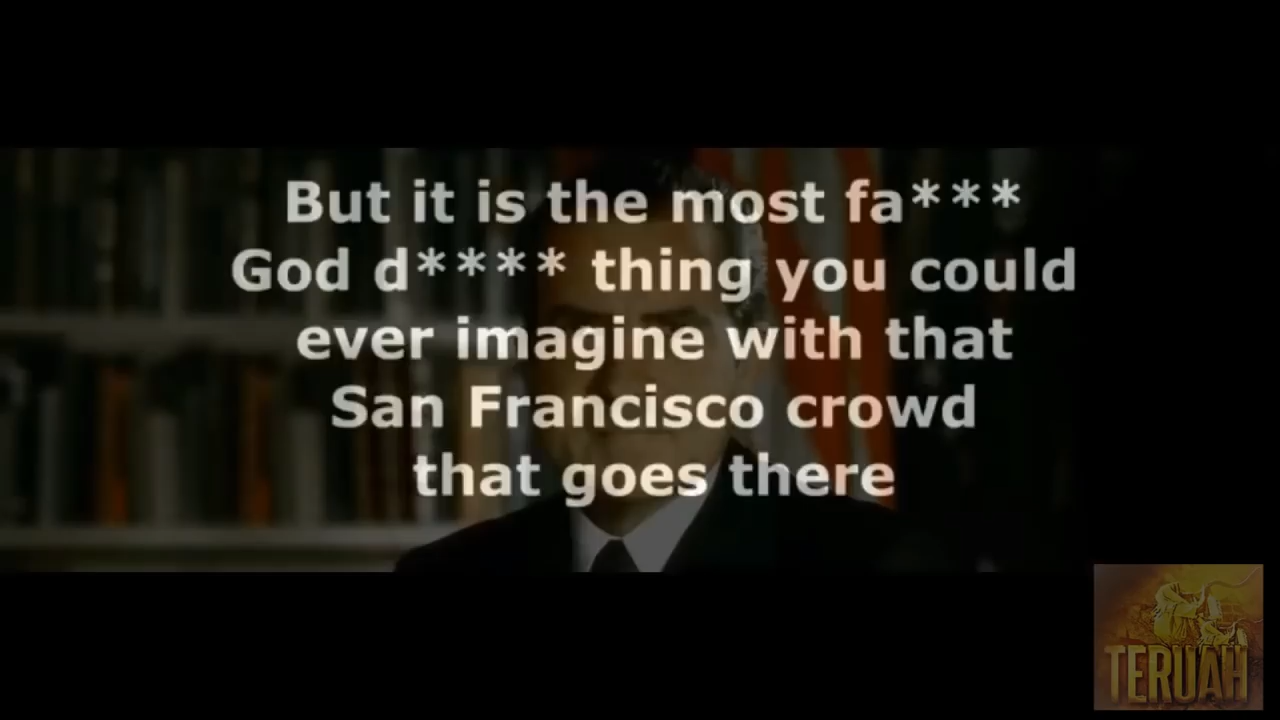 But it is the most fa***
God d**** thing you could
ever imagine with that
San Francisco crowd
that goes there
TERUAH